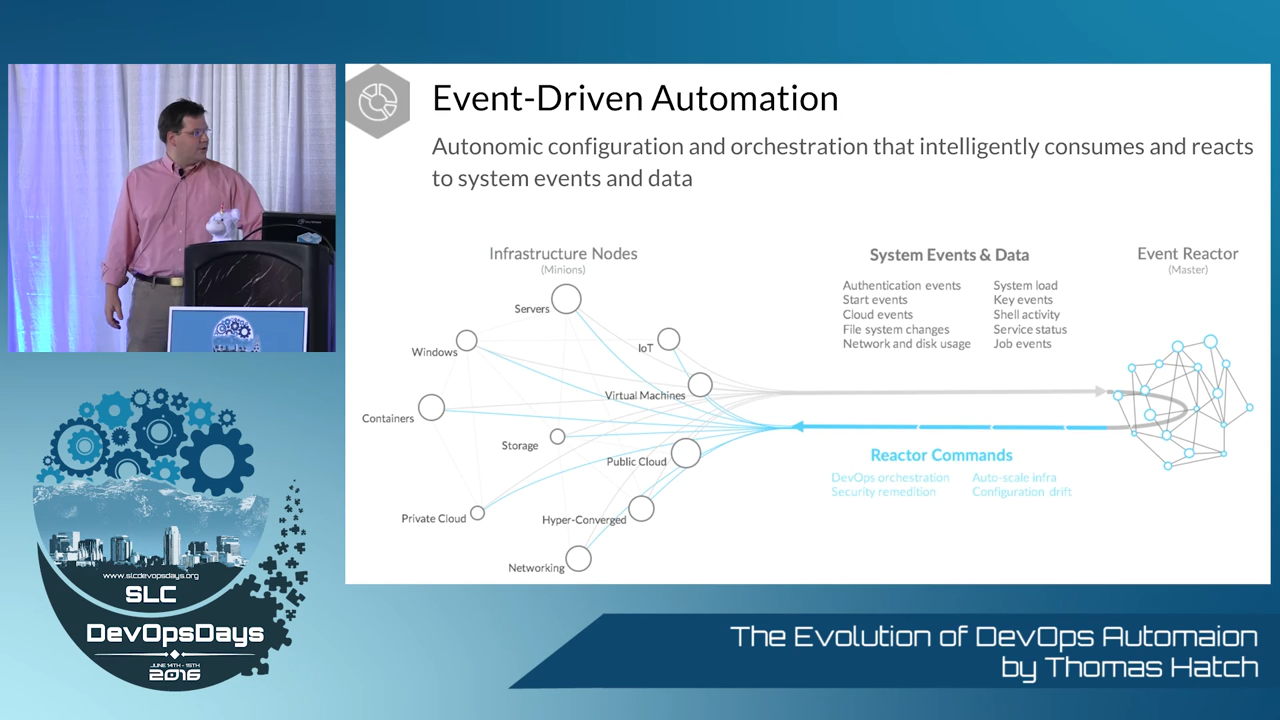 Event-Driven Automation
Autonomic configuration and orchestration that intelligently consumes and reacts
to system events and data
Infrastructure Nodes
(Minions)
Servers
Windows
IoT
Virtual Machines
Containers
Storage
Public Cloud
Private Cloud
Hyper-Converged
Networking
System Events & Data
Authentication events
Start events
Cloud events
File system changes
Network and disk usage
System load
Key events
Shell activity
Service status
Job events
Event Reactor
(Master)
Reactor Commands
DevOps orchestration
Security remedition
Auto-scale infra
Configuration drift
www.slcdevopsdays.org
SLC
DevOpsDays
JUNE 14TH - 15TH
2016
The Evolution of DevOps Automaion
by Thomas Hatch